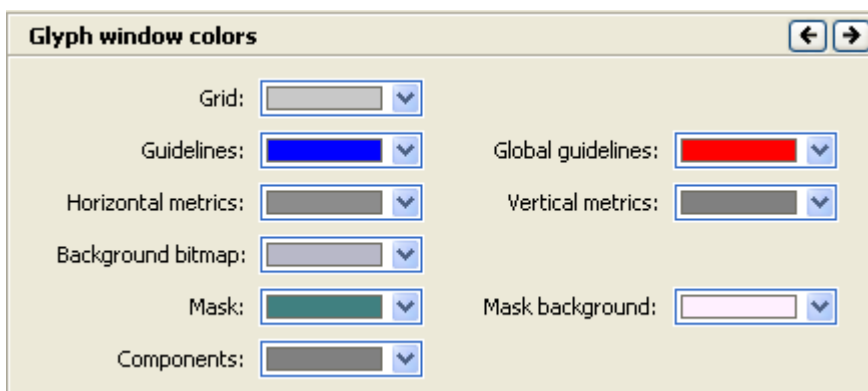 Glyph window colors
Grid:
Guidelines: Global guidelines:
Horizontal metrics: Vertical metrics:
Background bitmap:
Mask: Mask background:
Components: